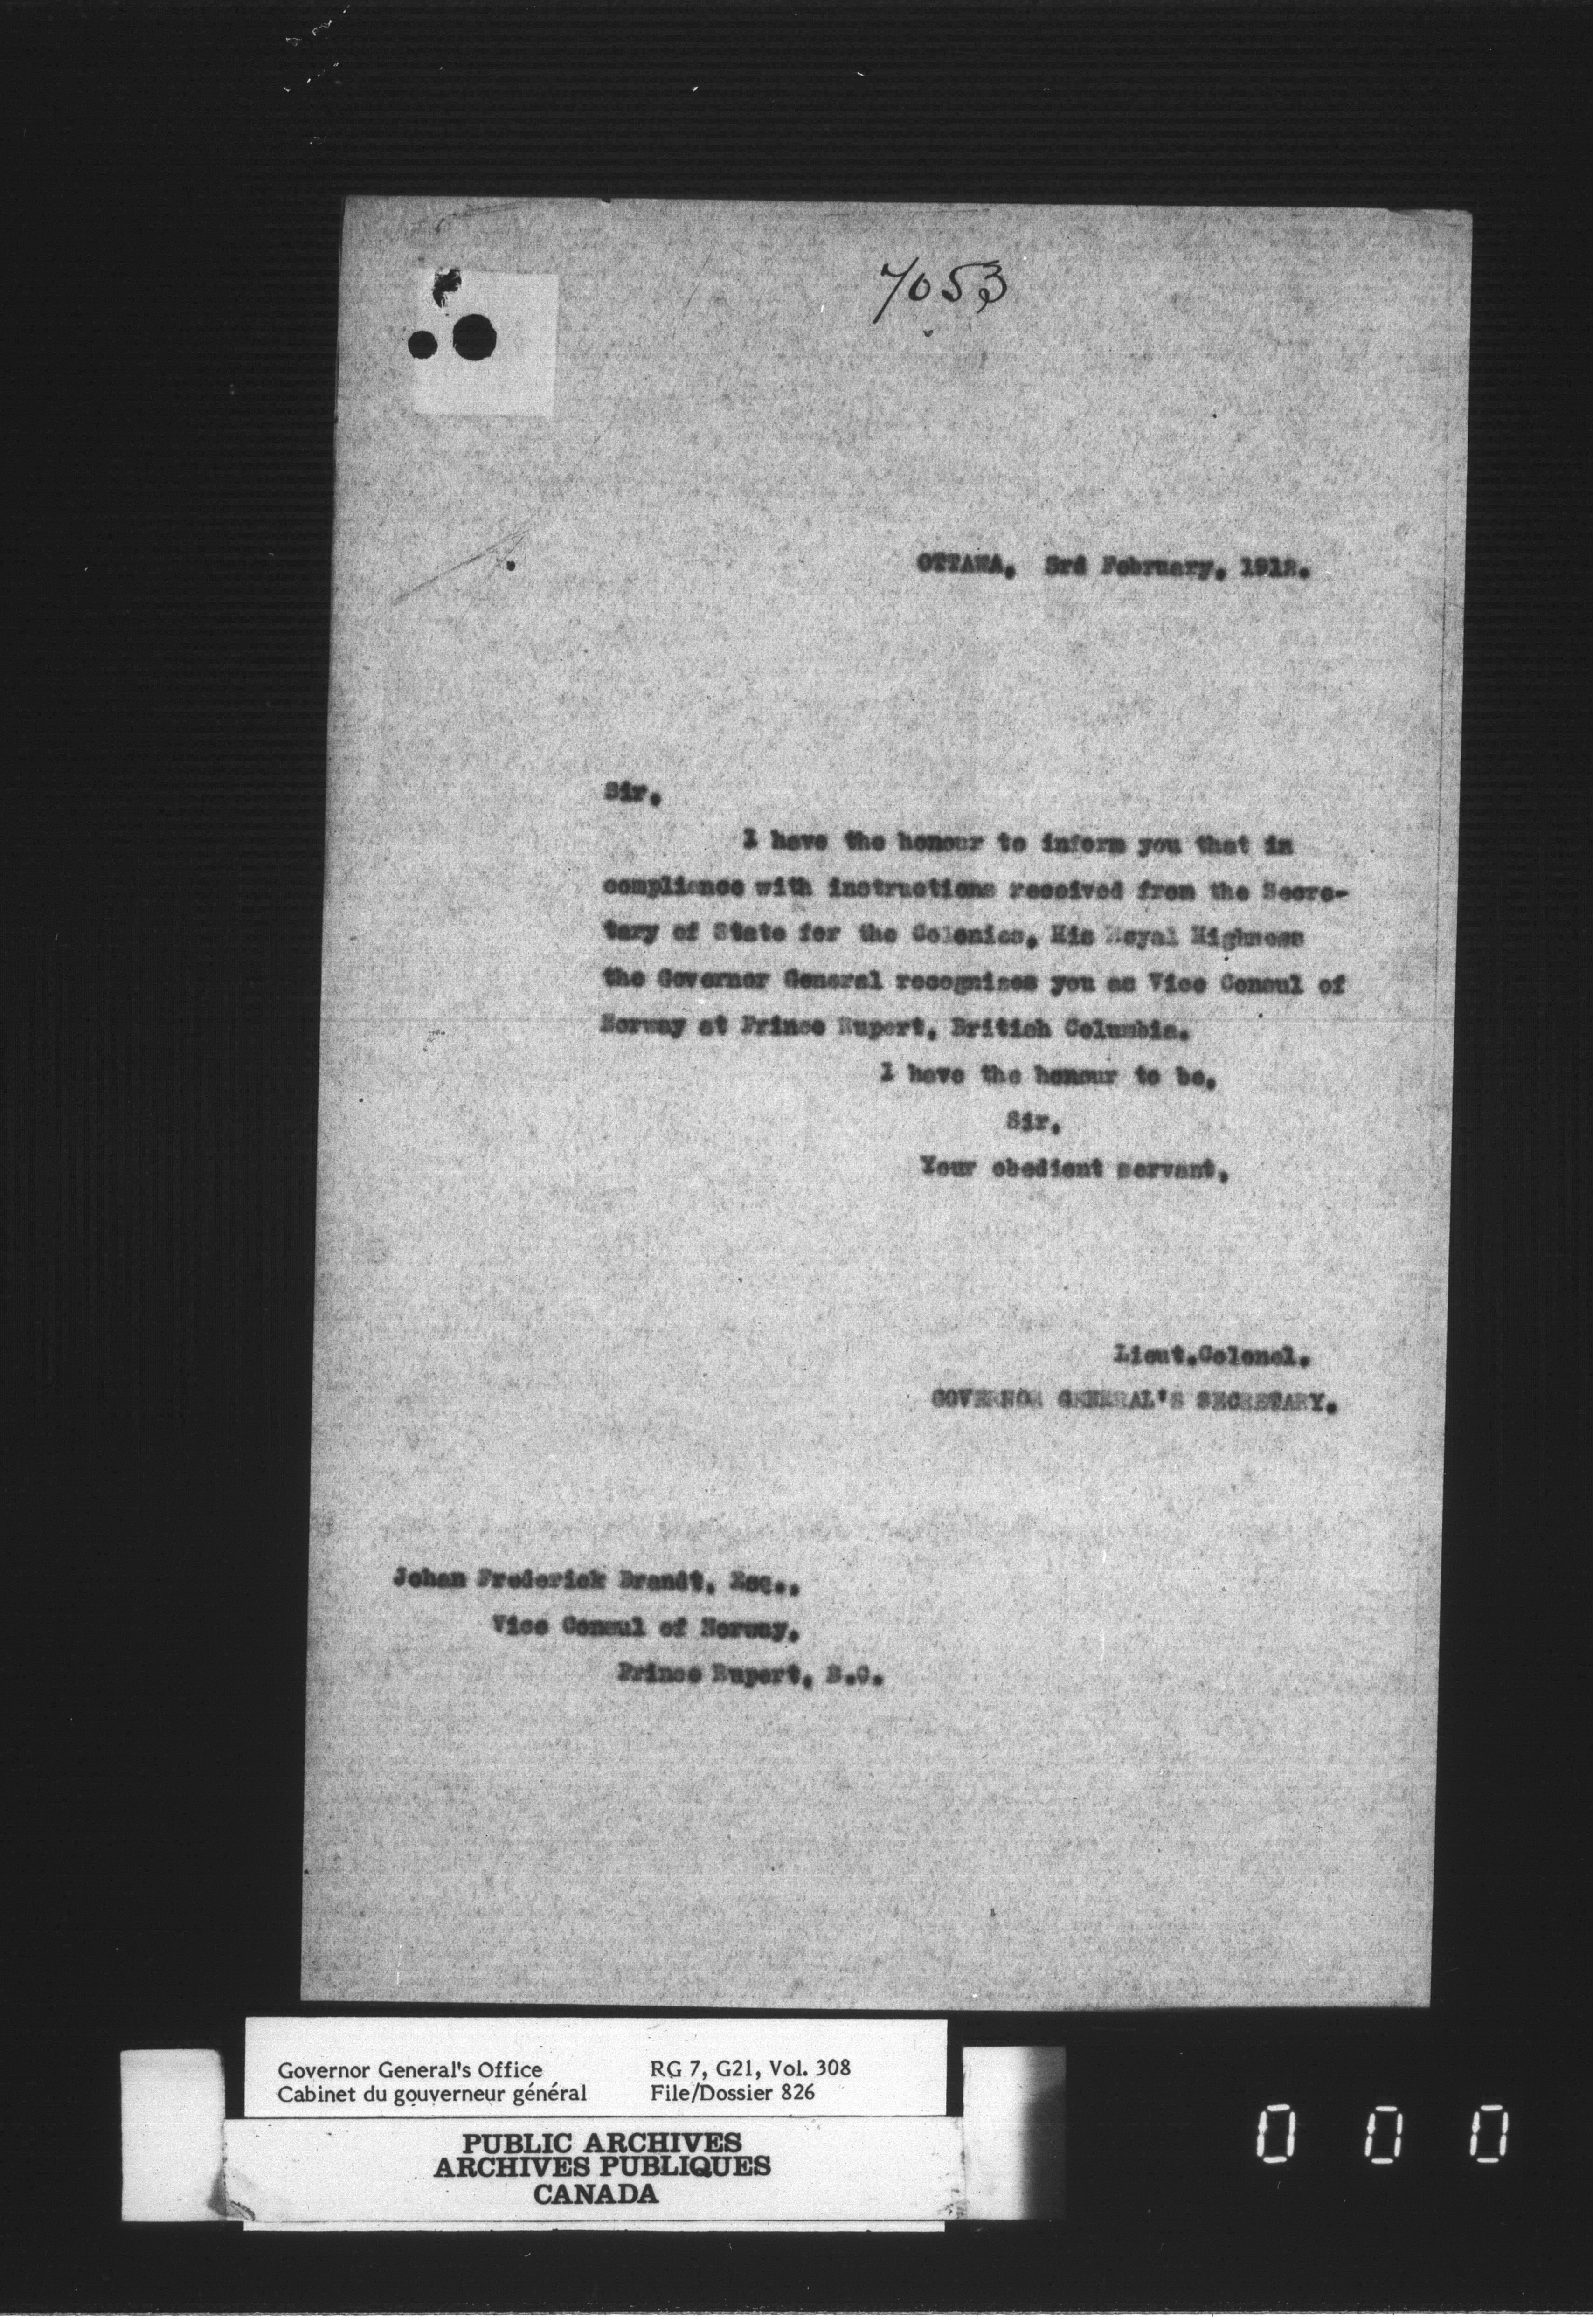 7053
OTTAWA, 3rd February, 1912.
Sir,
I have the honour to inform you that in
compliance with instructions received from the Secre-
tary of State for the Colonies, His Royal Highness
the Governor General recognises you as Vice Consul of
Norway at Prince Rupert, British Columbia.
I have the honour to be,
Sir,
Your obedient servant,
Lieut.Colonel.
GOVERNOR GENERAL'S SECRETARY.
Johan Frederick Brandt, Esq.,
Vice Consul of Norway,
Prince Rupert, B.C.
Governor General's Office RG 7, G21, Vol. 308
Cabinet du gouverneur général File/Dossier 826
PUBLIC ARCHIVES
ARCHIVES PUBLIQUES
CANADA
0 0 0